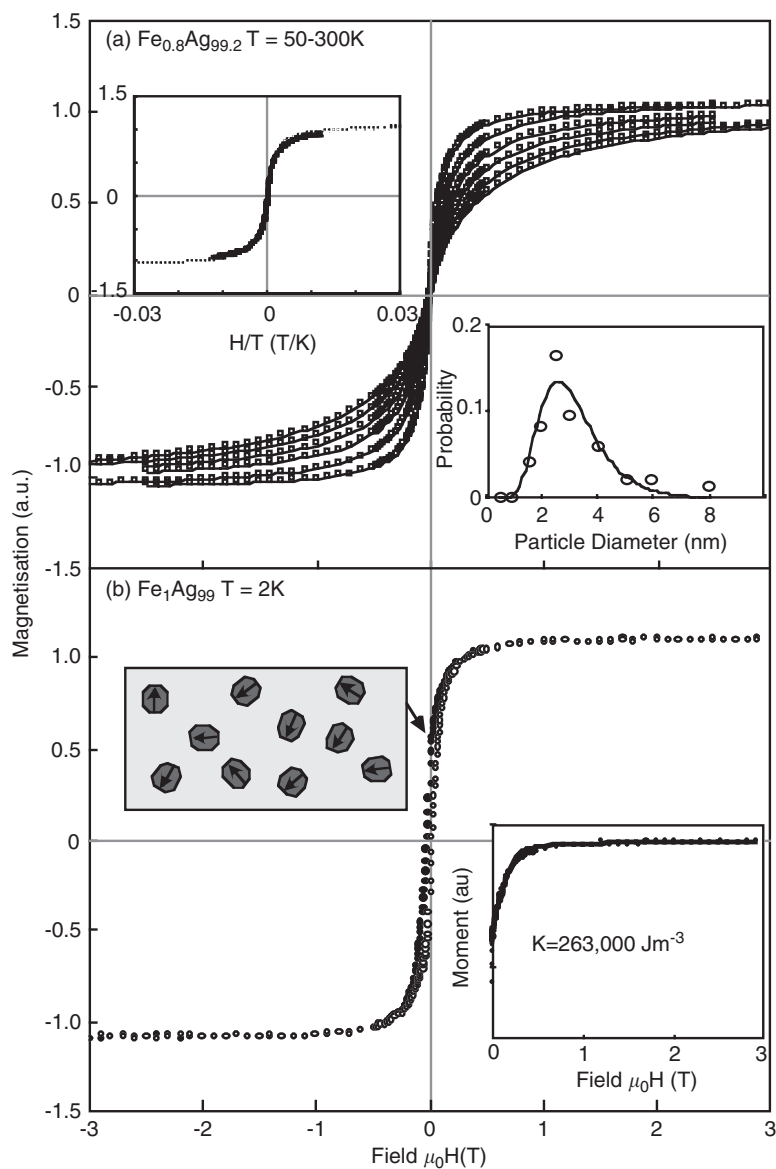 1.5
(a) Fe0.8Ag99.2 T = 50-300K
1.0
0.5
0
-0.5
-1.0
-1.5
1.5
0
-1.5
-0.03 0 0.03
H/T (T/K)
0.2
0.1
0
Probability
0 2 4 6 8
Particle Diameter (nm)
Magnetisation (a.u.)
(b) Fe1Ag99 T = 2K
1.0
0.5
0
-0.5
-1.0
-1.5
Moment (au)
K=263,000 Jm-3
0 1 2 3
Field μ0H (T)
-3 -2 -1 0 1 2 3
Field μ0H(T)